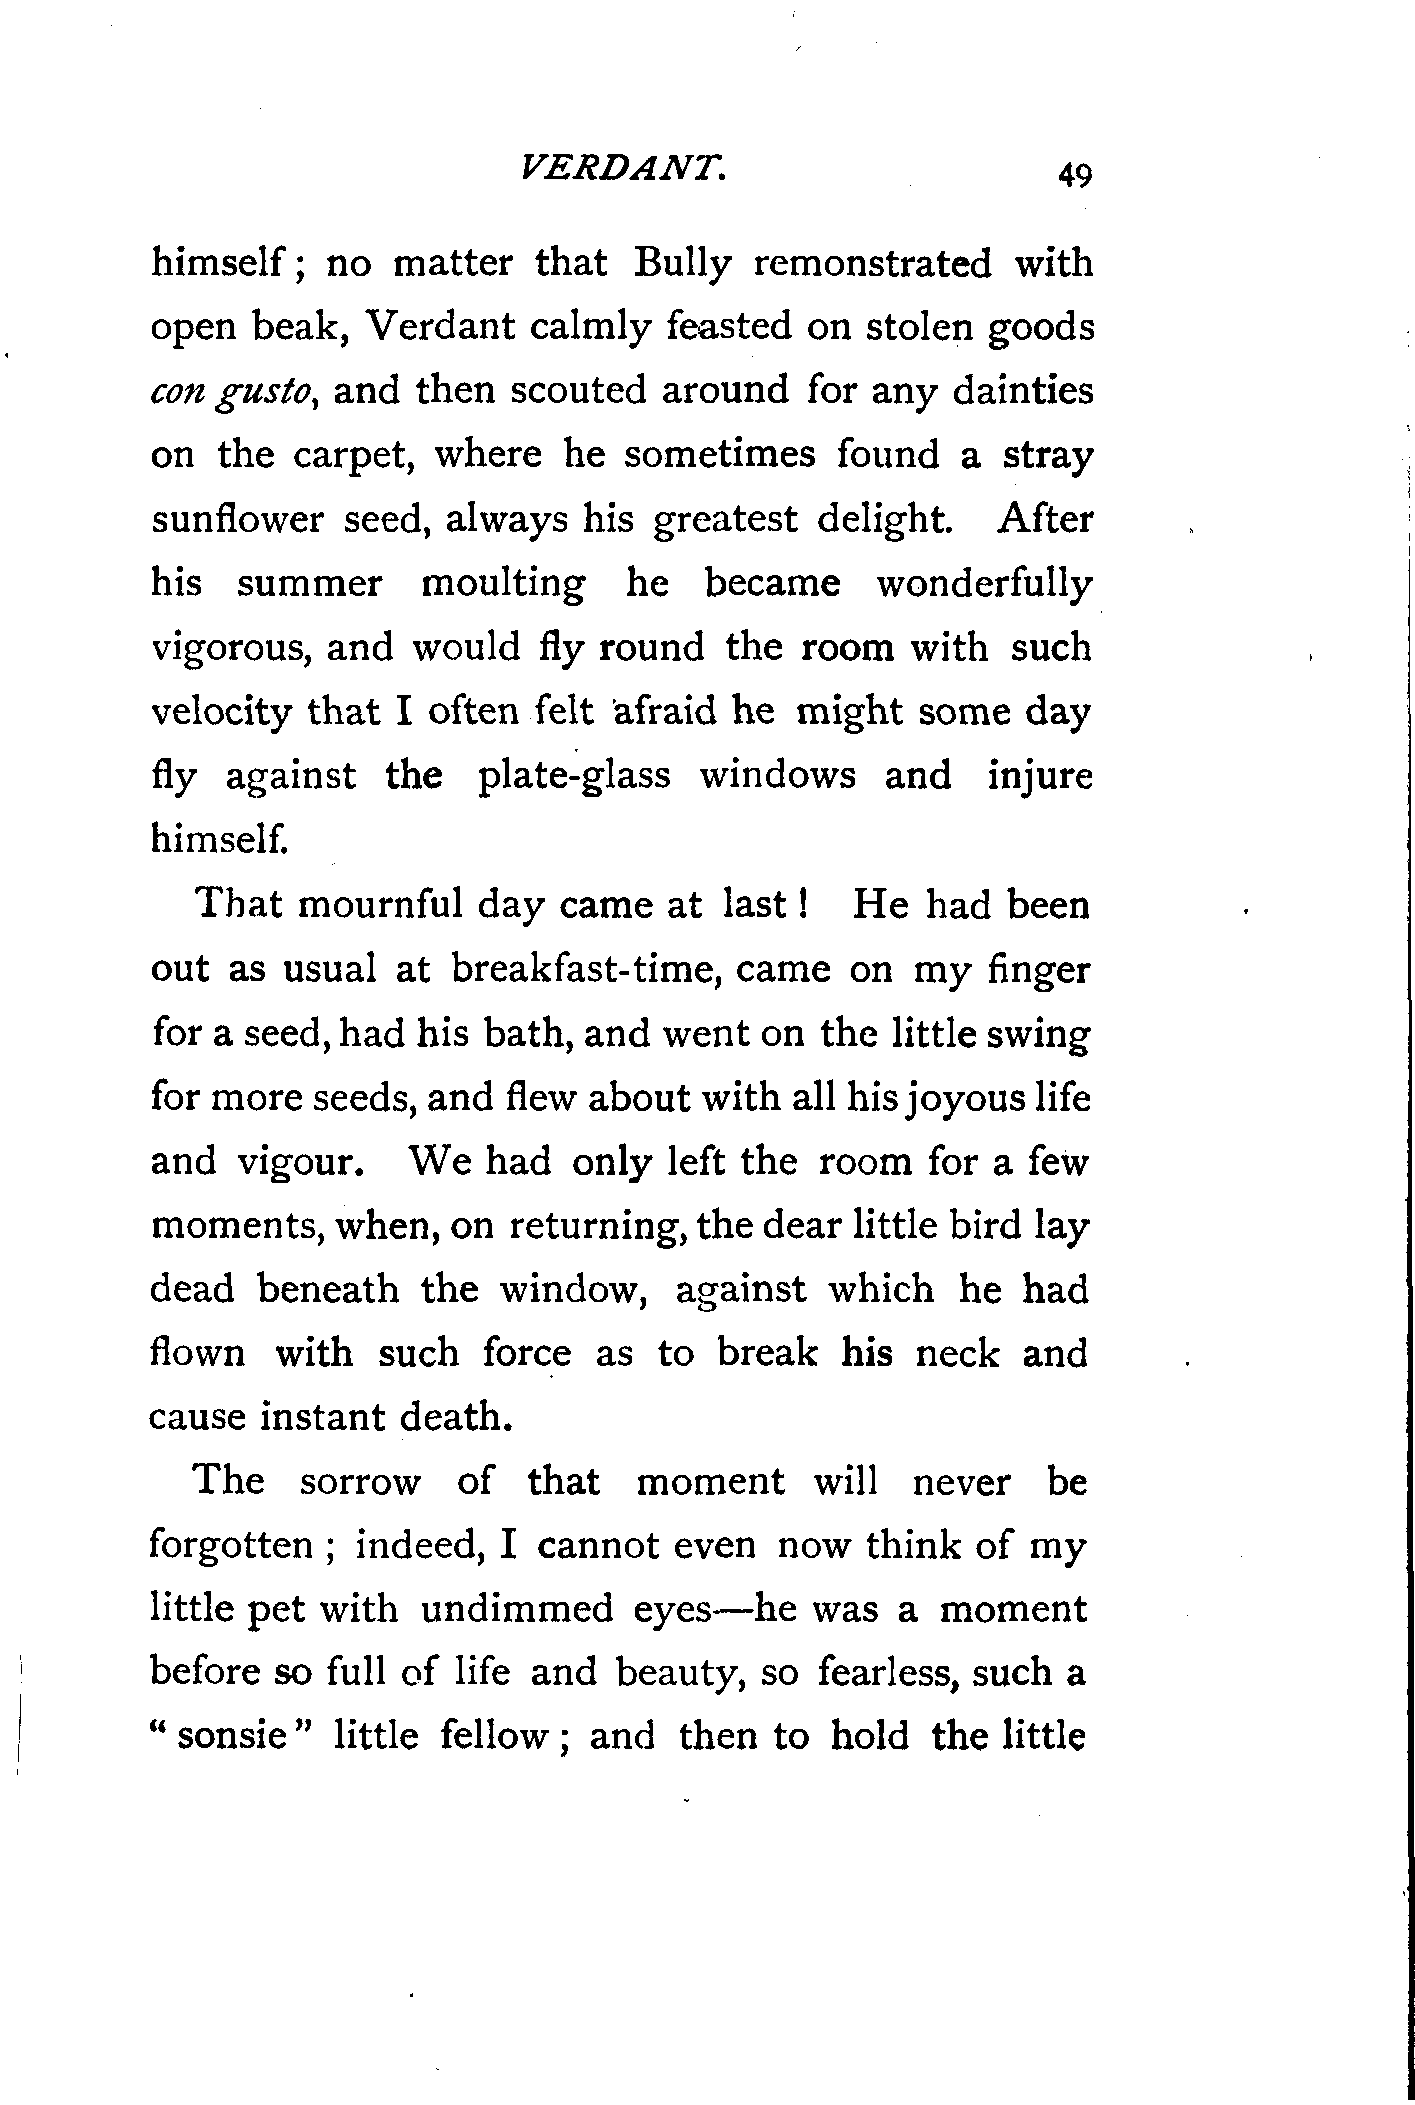 VERDANT. 49
himself; no matter that Bully remonstrated with
open beak, Verdant calmly feasted on stolen goods
con gusto, and then scouted around for any dainties
on the carpet, where he sometimes found a stray
sunflower seed, always his greatest delight. After
his summer moulting he became wonderfully
vigorous, and would fly round the room with such
velocity that I often felt afraid he might some day
fly against the plate-glass windows and injure
himself.
That mournful day came at last! He had been
out as usual at breakfast-time, came on my finger
for a seed, had his bath, and went on the little swing
for more seeds, and flew about with all his joyous life
and vigour. We had only left the room for a few
moments, when, on returning, the dear little bird lay
dead beneath the window, against which he had
flown with such force as to break his neck and
cause instant death.
The sorrow of that moment will never be
forgotten; indeed, I cannot even now think of my
little pet with undimmed eyes—he was a moment
before so full of life and beauty, so fearless, such a
"sonsie" little fellow; and then to hold the little